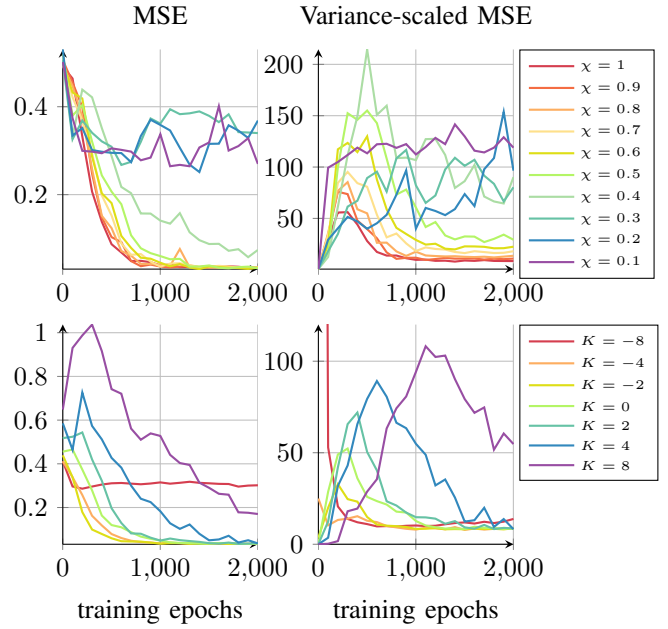 MSE
Variance-scaled MSE
0.4
0.2
0
1,000
2,000
200
150
100
50
0
1,000
2,000
χ = 1
χ = 0.9
χ = 0.8
χ = 0.7
χ = 0.6
χ = 0.5
χ = 0.4
χ = 0.3
χ = 0.2
χ = 0.1
1
0.8
0.6
0.4
0.2
0
1,000
2,000
training epochs
100
50
0
0
1,000
2,000
training epochs
K = −8
K = −4
K = −2
K = 0
K = 2
K = 4
K = 8